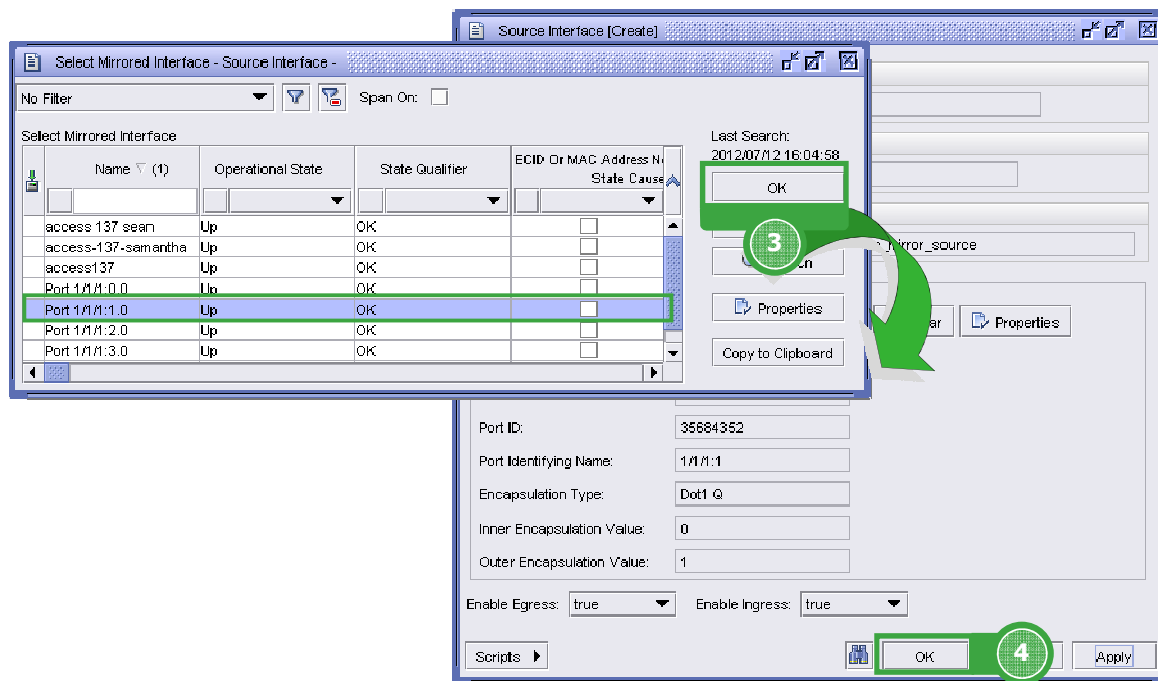 Source Interface [Create]
Select Mirrored Interface - Source Interface -
No Filter
Span On:
Select Mirrored Interface
Last Search:
2012/07/12 16:04:58
Name (1) Operational State State Qualifier ECID Or MAC Address
State Cause
OK
access 137 sean Up OK
access-137-samantha Up OK
access137 Up OK
Port 1/1/1:0.0 Up OK
Port 1/1/1:1.0 Up OK
Port 1/1/1:2.0 Up OK
Port 1/1/1:3.0 Up OK
3
mirror_source
Properties
Properties
Copy to Clipboard
Port ID: 35684352
Port Identifying Name: 1/1/1:1
Encapsulation Type: Dot1 Q
Inner Encapsulation Value: 0
Outer Encapsulation Value: 1
Enable Egress: true Enable Ingress: true
Scripts OK 4 Apply